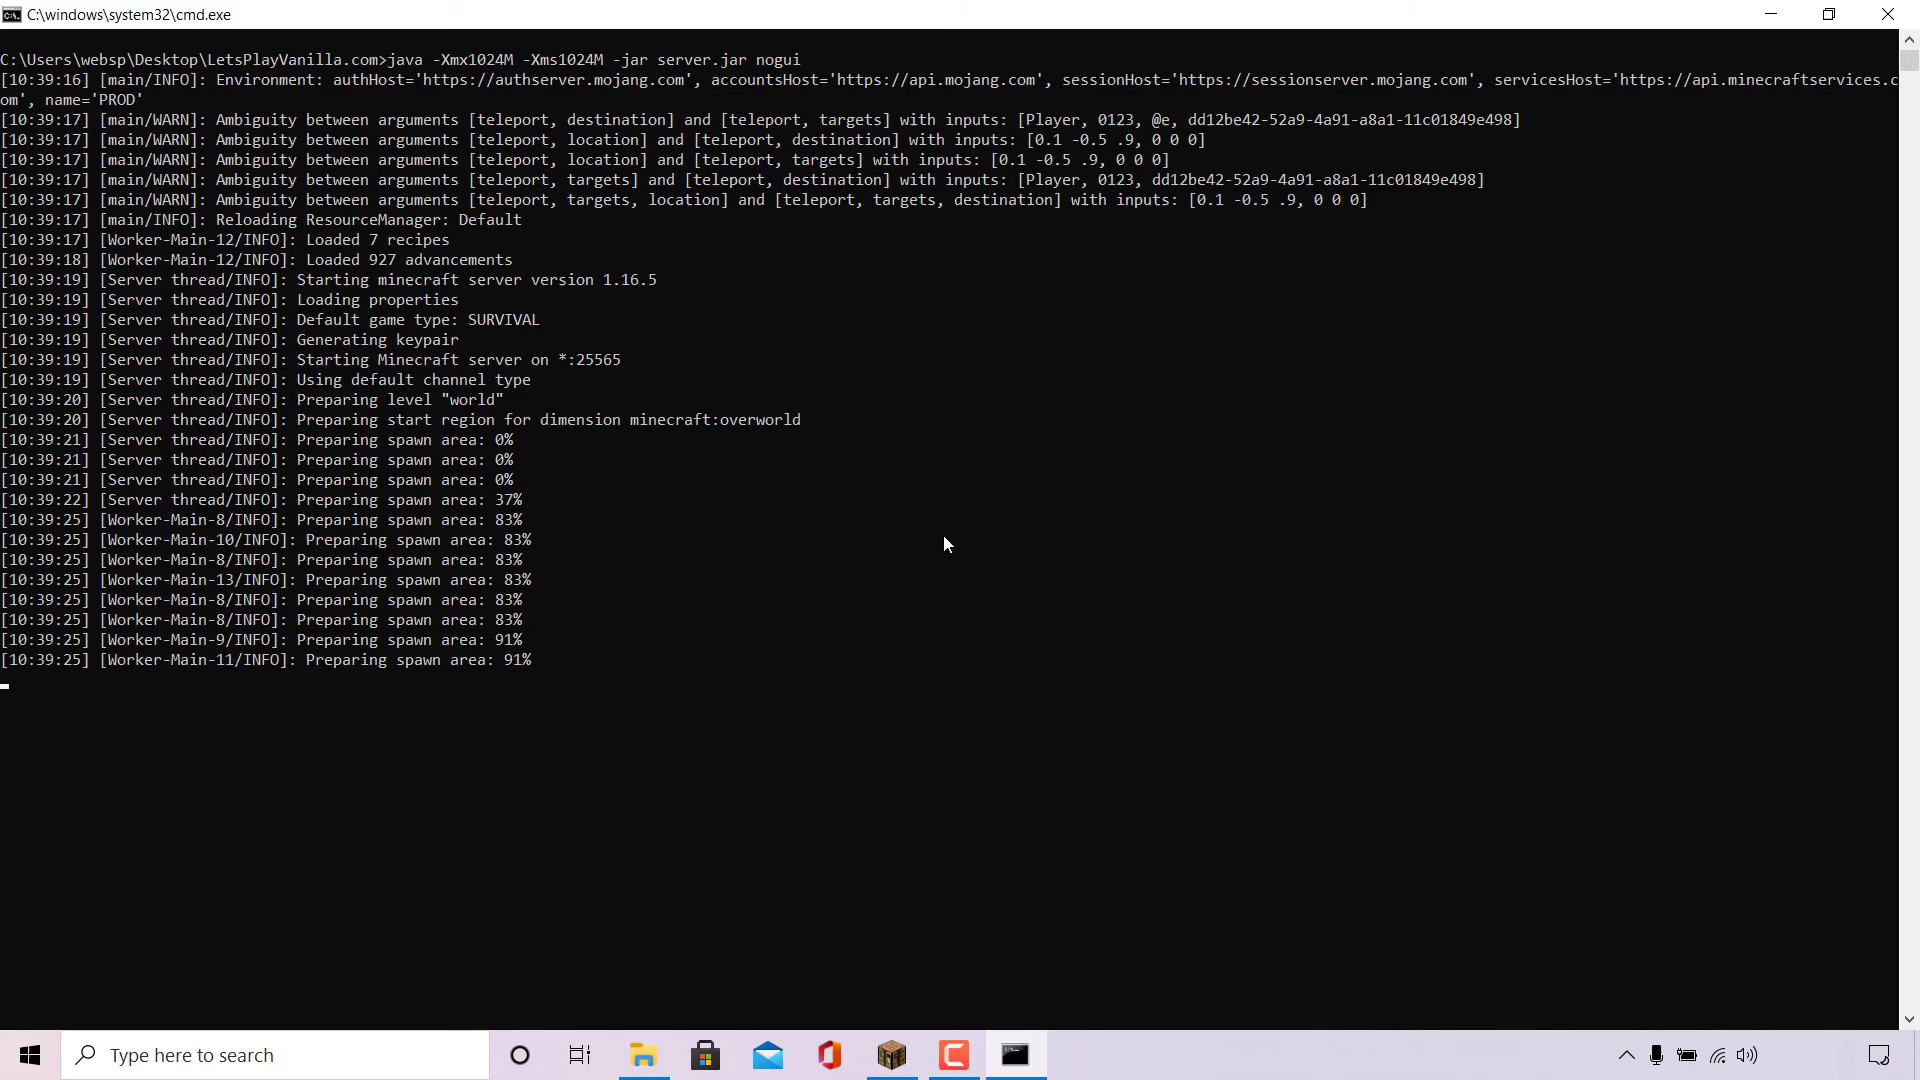 C:\windows\system32\cmd.exe
C:\Users\websp\Desktop\LetsPlayVanilla.com>java -Xmx1024M -Xms1024M -jar server.jar nogui
[10:39:16] [main/INFO]: Environment: authHost='https://authserver.mojang.com', accountsHost='https://api.mojang.com', sessionHost='https://sessionserver.mojang.com', servicesHost='https://api.minecraftservices.c
om', name='PROD'
[10:39:17] [main/WARN]: Ambiguity between arguments [teleport, destination] and [teleport, targets] with inputs: [Player, 0123, @e, dd12be42-52a9-4a91-a8a1-11c01849e498]
[10:39:17] [main/WARN]: Ambiguity between arguments [teleport, location] and [teleport, destination] with inputs: [0.1 -0.5 .9, 0 0 0]
[10:39:17] [main/WARN]: Ambiguity between arguments [teleport, location] and [teleport, targets] with inputs: [0.1 -0.5 .9, 0 0 0]
[10:39:17] [main/WARN]: Ambiguity between arguments [teleport, targets] and [teleport, destination] with inputs: [Player, 0123, dd12be42-52a9-4a91-a8a1-11c01849e498]
[10:39:17] [main/WARN]: Ambiguity between arguments [teleport, targets, location] and [teleport, targets, destination] with inputs: [0.1 -0.5 .9, 0 0 0]
[10:39:17] [main/INFO]: Reloading ResourceManager: Default
[10:39:17] [Worker-Main-12/INFO]: Loaded 7 recipes
[10:39:18] [Worker-Main-12/INFO]: Loaded 927 advancements
[10:39:19] [Server thread/INFO]: Starting minecraft server version 1.16.5
[10:39:19] [Server thread/INFO]: Loading properties
[10:39:19] [Server thread/INFO]: Default game type: SURVIVAL
[10:39:19] [Server thread/INFO]: Generating keypair
[10:39:19] [Server thread/INFO]: Starting Minecraft server on *:25565
[10:39:19] [Server thread/INFO]: Using default channel type
[10:39:20] [Server thread/INFO]: Preparing level "world"
[10:39:20] [Server thread/INFO]: Preparing start region for dimension minecraft:overworld
[10:39:21] [Server thread/INFO]: Preparing spawn area: 0%
[10:39:21] [Server thread/INFO]: Preparing spawn area: 0%
[10:39:21] [Server thread/INFO]: Preparing spawn area: 0%
[10:39:22] [Server thread/INFO]: Preparing spawn area: 37%
[10:39:25] [Worker-Main-8/INFO]: Preparing spawn area: 83%
[10:39:25] [Worker-Main-10/INFO]: Preparing spawn area: 83%
[10:39:25] [Worker-Main-8/INFO]: Preparing spawn area: 83%
[10:39:25] [Worker-Main-13/INFO]: Preparing spawn area: 83%
[10:39:25] [Worker-Main-8/INFO]: Preparing spawn area: 83%
[10:39:25] [Worker-Main-8/INFO]: Preparing spawn area: 83%
[10:39:25] [Worker-Main-9/INFO]: Preparing spawn area: 91%
[10:39:25] [Worker-Main-11/INFO]: Preparing spawn area: 91%
Type here to search